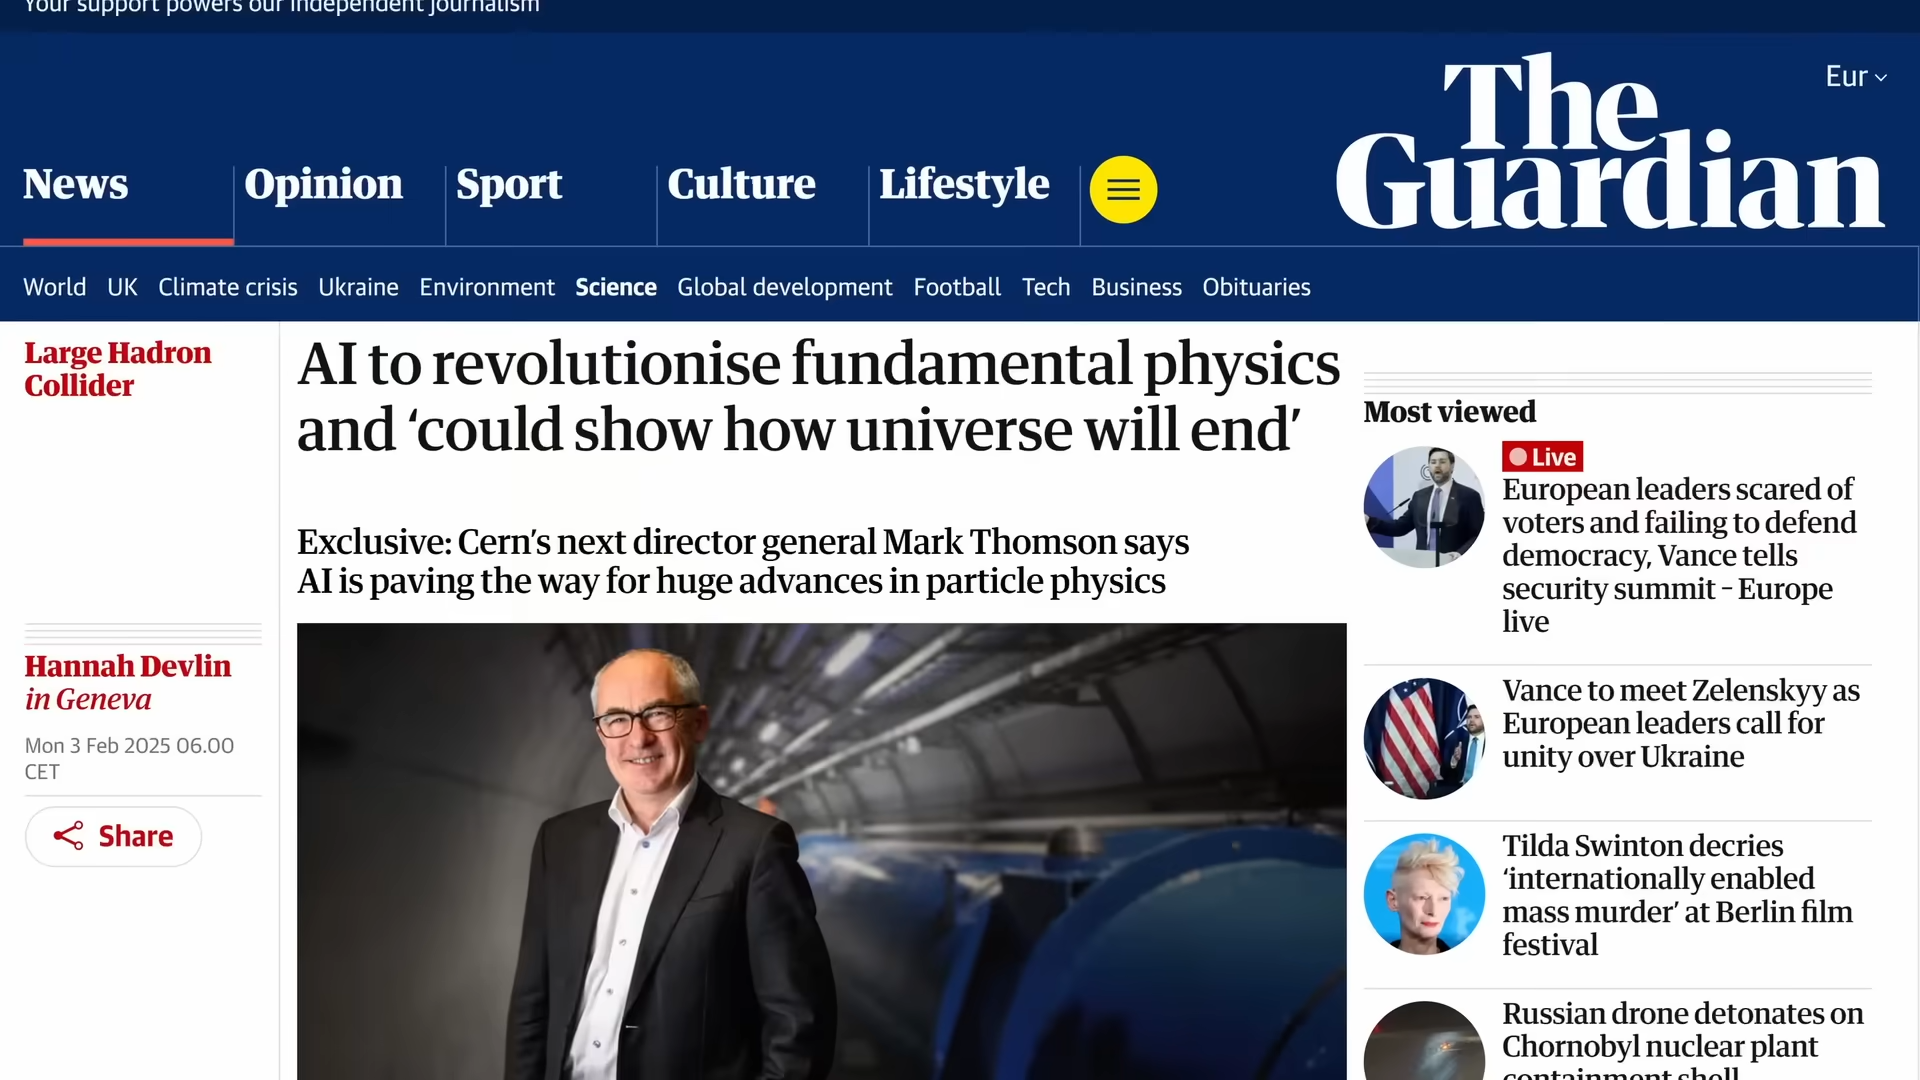 Your support powers our independent journalism
Eur
The
Guardian
News
Opinion
Sport
Culture
Lifestyle
World
UK
Climate crisis
Ukraine
Environment
Science
Global development
Football
Tech
Business
Obituaries
Large Hadron
Collider
AI to revolutionise fundamental physics
and ‘could show how universe will end’
Exclusive: Cern’s next director general Mark Thomson says
AI is paving the way for huge advances in particle physics
Hannah Devlin
in Geneva
Mon 3 Feb 2025 06.00
CET
Share
Most viewed
Live
European leaders scared of
voters and failing to defend
democracy, Vance tells
security summit – Europe
live
Vance to meet Zelenskyy as
European leaders call for
unity over Ukraine
Tilda Swinton decries
‘internationally enabled
mass murder’ at Berlin film
festival
Russian drone detonates on
Chornobyl nuclear plant
containment shell